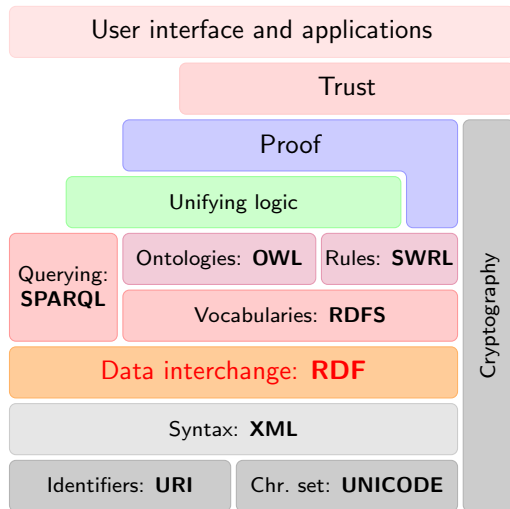 User interface and applications
Trust
Proof
Unifying logic
Querying:
SPARQL
Ontologies: OWL
Rules: SWRL
Vocabularies: RDFS
Cryptography
Data interchange: RDF
Syntax: XML
Identifiers: URI
Chr. set: UNICODE